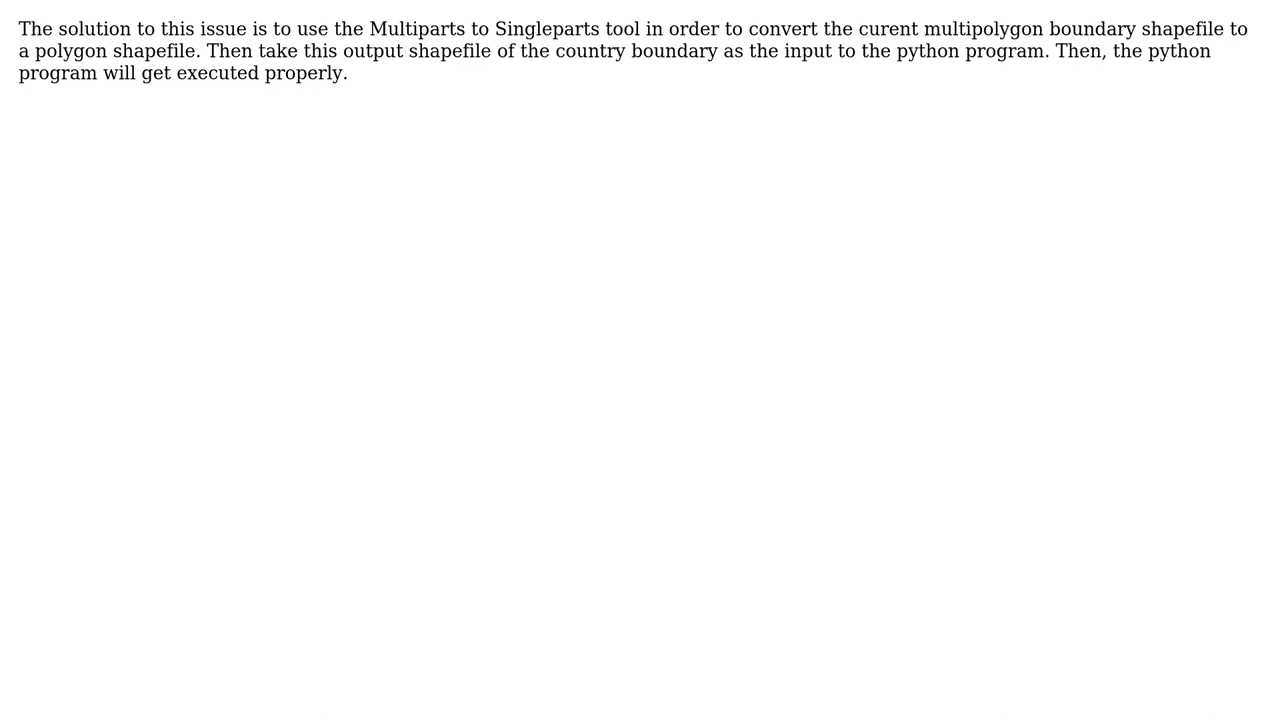 The solution to this issue is to use the Multiparts to Singleparts tool in order to convert the curent multipolygon boundary shapefile to
a polygon shapefile. Then take this output shapefile of the country boundary as the input to the python program. Then, the python
program will get executed properly.